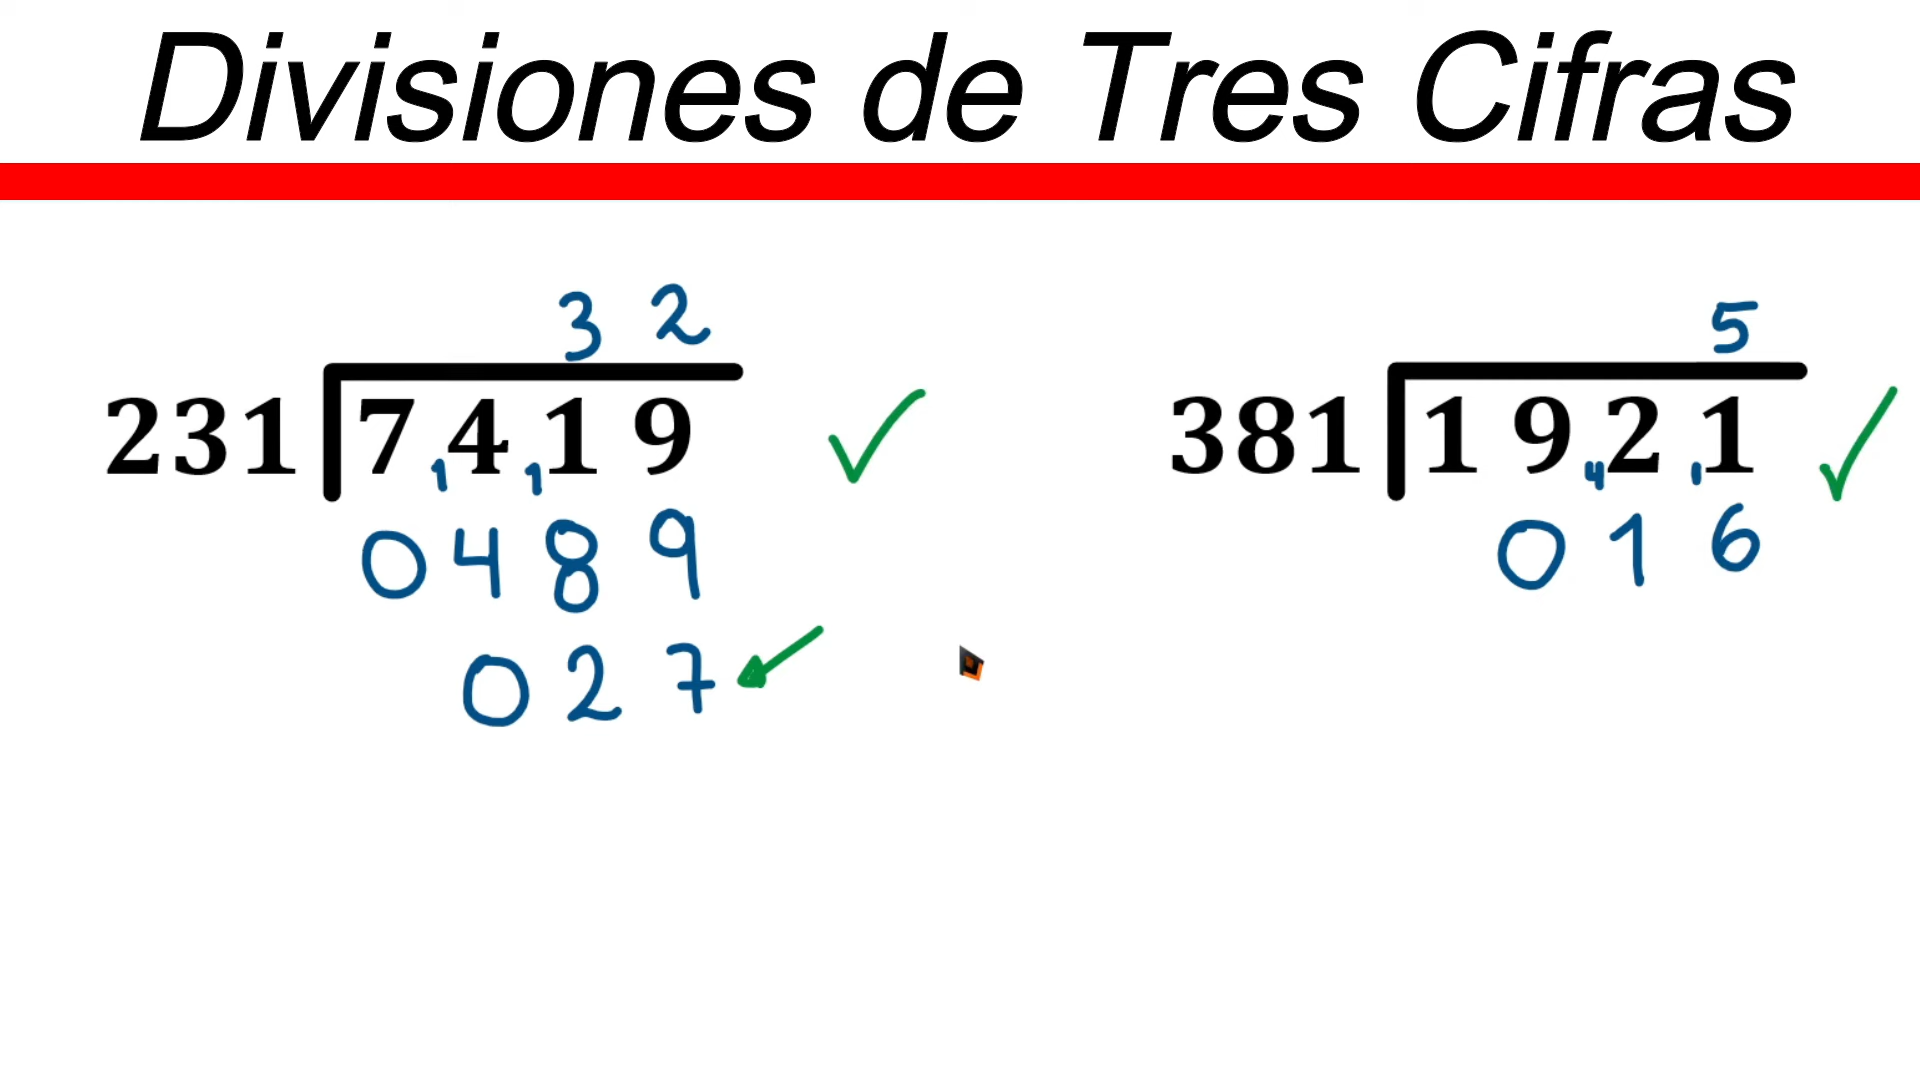 Divisiones de Tres Cifras
3 2
231 7 4 1 9
1 1
0 4 8 9
0 2 7
5
381 1 9 2 1
4 1
0 1 6